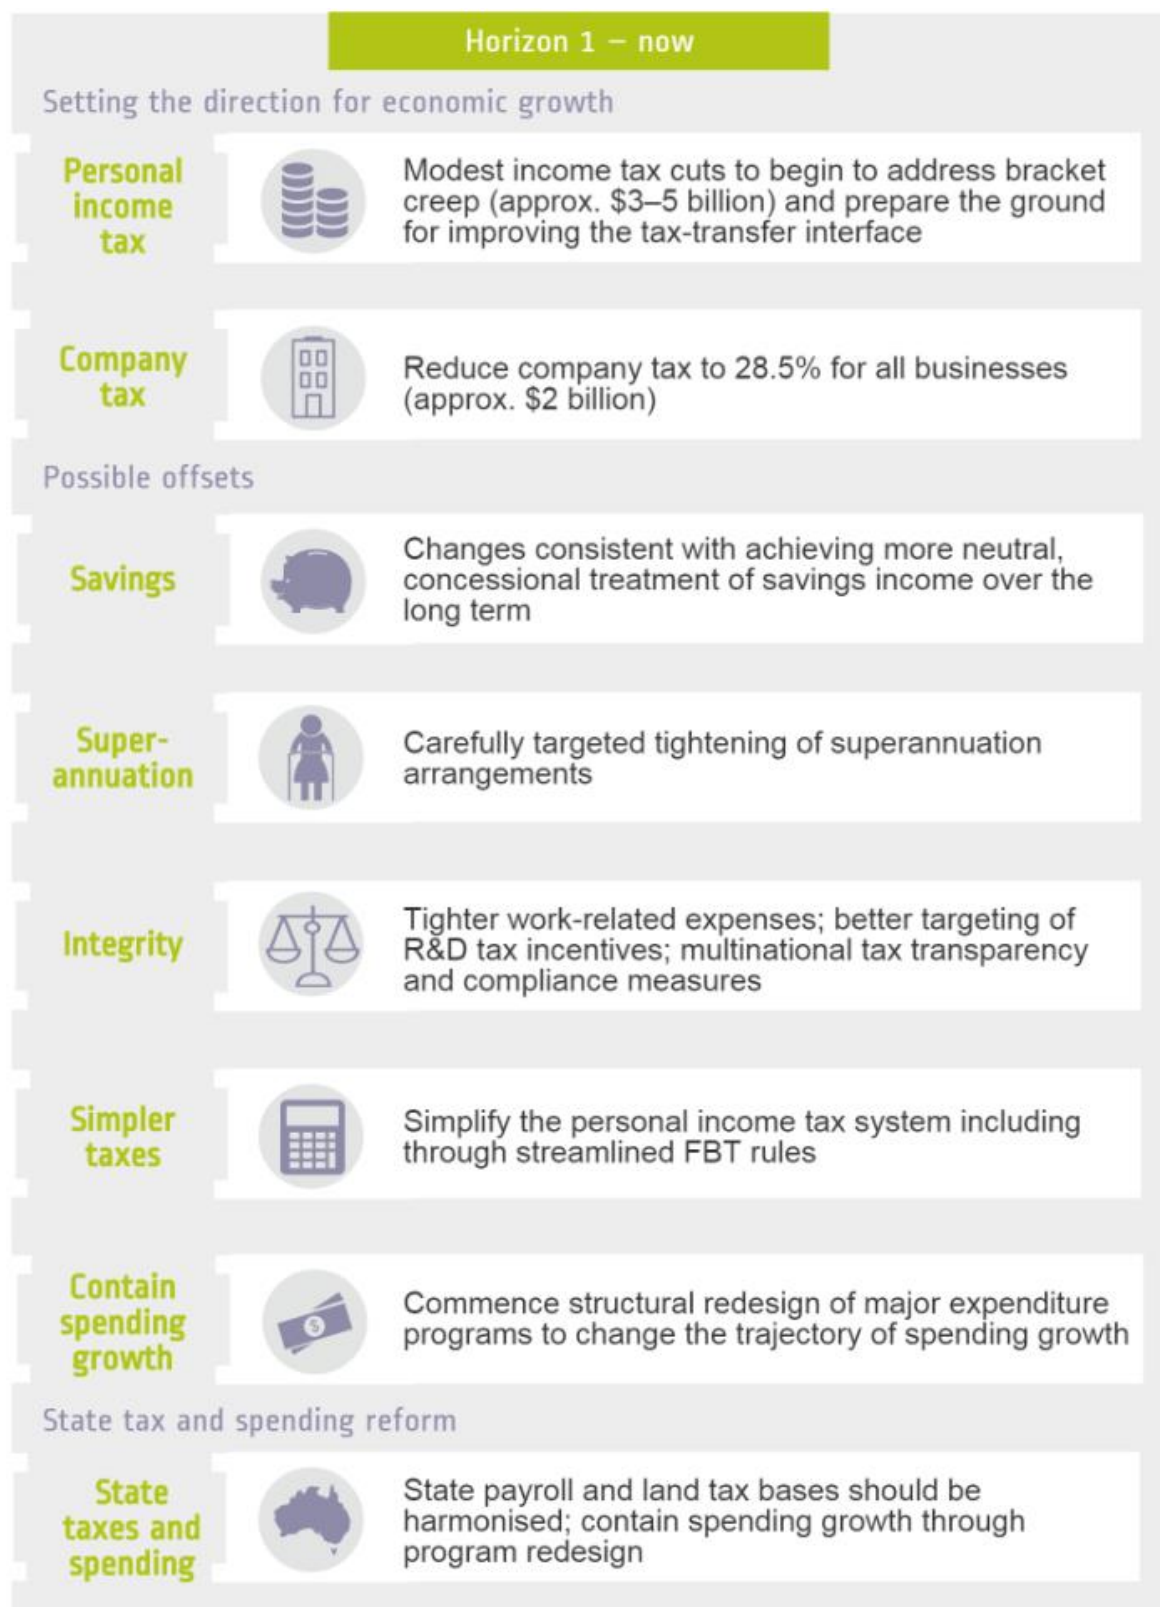 Horizon 1 – now
Setting the direction for economic growth
Personal
income
tax
Modest income tax cuts to begin to address bracket
creep (approx. $3–5 billion) and prepare the ground
for improving the tax-transfer interface
Company
tax
Reduce company tax to 28.5% for all businesses
(approx. $2 billion)
Possible offsets
Savings
Changes consistent with achieving more neutral,
concessional treatment of savings income over the
long term
Super-
annuation
Carefully targeted tightening of superannuation
arrangements
Integrity
Tighter work-related expenses; better targeting of
R&D tax incentives; multinational tax transparency
and compliance measures
Simpler
taxes
Simplify the personal income tax system including
through streamlined FBT rules
Contain
spending
growth
$
Commence structural redesign of major expenditure
programs to change the trajectory of spending growth
State tax and spending reform
State
taxes and
spending
State payroll and land tax bases should be
harmonised; contain spending growth through
program redesign